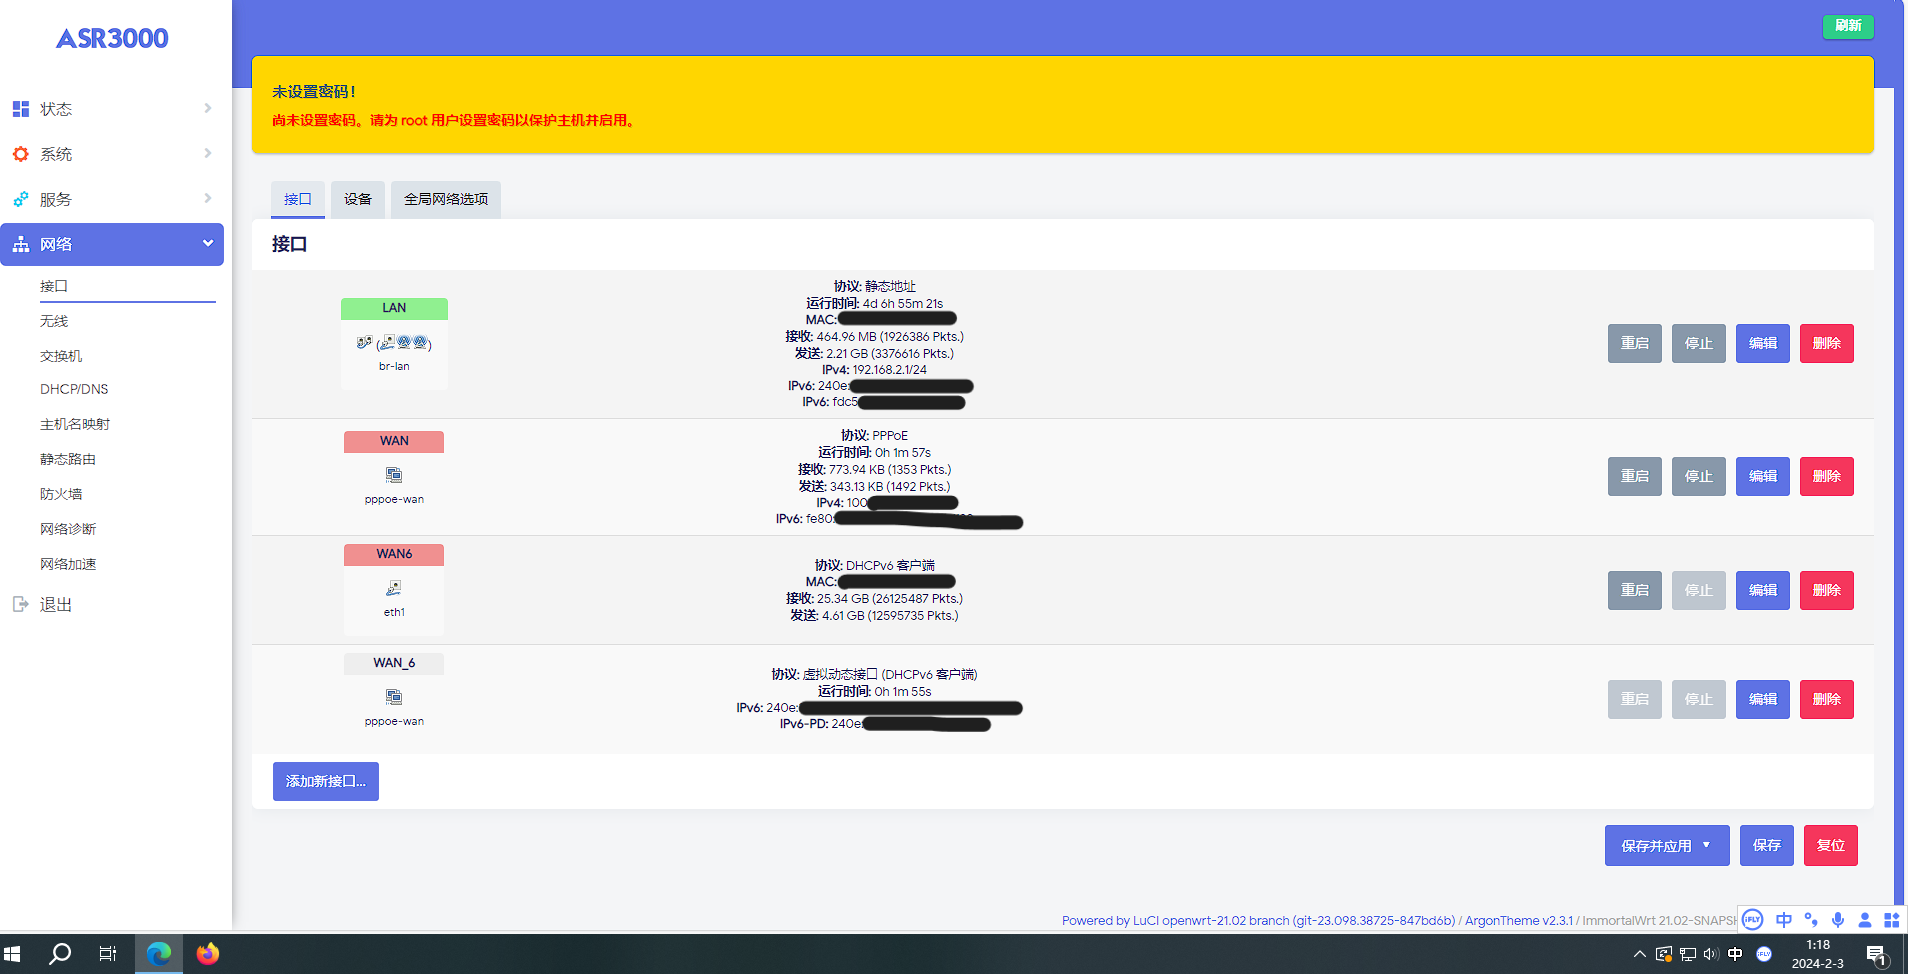 ASR3000
刷新
未设置密码！
尚未设置密码。请为 root 用户设置密码以保护主机并启用。
状态
系统
服务
网络
接口
无线
交换机
DHCP/DNS
主机名映射
静态路由
防火墙
网络诊断
网络加速
退出
接口
设备
全局网络选项
接口
LAN
br-lan
协议: 静态地址
运行时间: 4d 6h 55m 21s
MAC:
接收: 464.96 MB (1926386 Pkts.)
发送: 2.21 GB (3376616 Pkts.)
IPv4: 192.168.2.1/24
IPv6: 240e:
IPv6: fdc5
重启
停止
编辑
删除
WAN
pppoe-wan
协议: PPPoE
运行时间: 0h 1m 57s
接收: 773.94 KB (1353 Pkts.)
发送: 343.13 KB (1492 Pkts.)
IPv4: 100
IPv6: fe80:
重启
停止
编辑
删除
WAN6
eth1
协议: DHCPv6 客户端
MAC:
接收: 25.34 GB (26125487 Pkts.)
发送: 4.61 GB (12595735 Pkts.)
重启
停止
编辑
删除
WAN_6
pppoe-wan
协议: 虚拟动态接口 (DHCPv6 客户端)
运行时间: 0h 1m 55s
IPv6: 240e:
IPv6-PD: 240e:
重启
停止
编辑
删除
添加新接口...
保存并应用
保存
复位
Powered by LuCI openwrt-21.02 branch (git-23.098.38725-847bd6b) / ArgonTheme v2.3.1 / ImmortalWrt 21.02-SNAPSH
iFLY
中
中
iFLY
1:18
2024-2-3
1